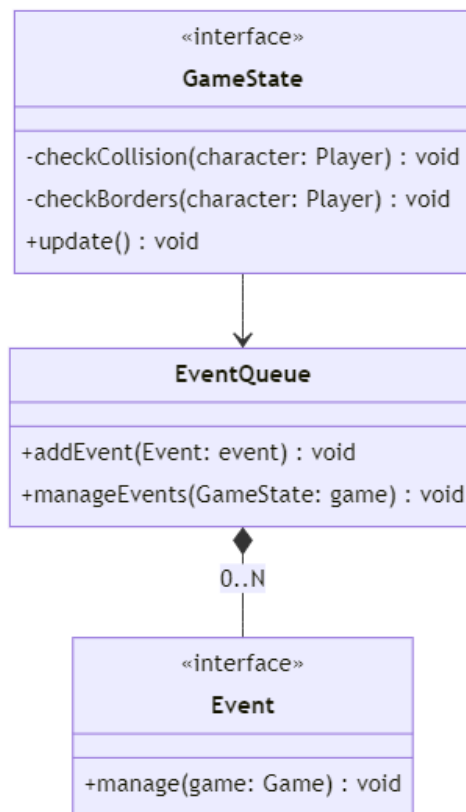 «interface»
GameState
-checkCollision(character: Player) : void
-checkBorders(character: Player) : void
+update() : void
EventQueue
+addEvent(Event: event) : void
+manageEvents(GameState: game) : void
0..N
«interface»
Event
+manage(game: Game) : void